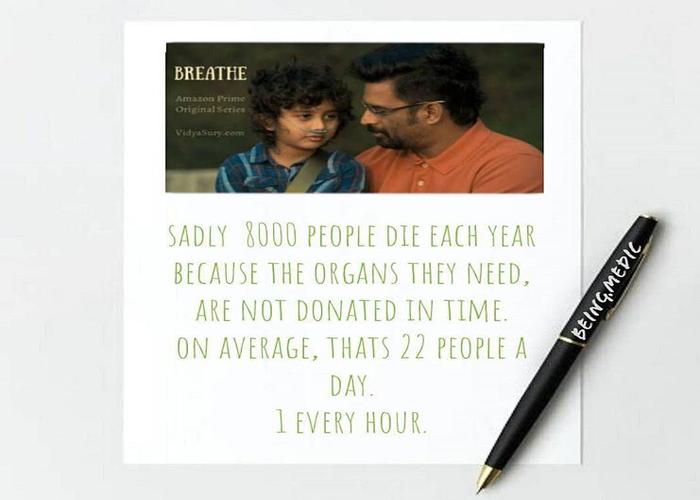 BREATHE
Amazon Prime
Original Series
VidyaSury.com
SADLY 8000 PEOPLE DIE EACH YEAR
BECAUSE THE ORGANS THEY NEED,
ARE NOT DONATED IN TIME.
ON AVERAGE, THATS 22 PEOPLE A
DAY.
1 EVERY HOUR.
BEING.MEDIC